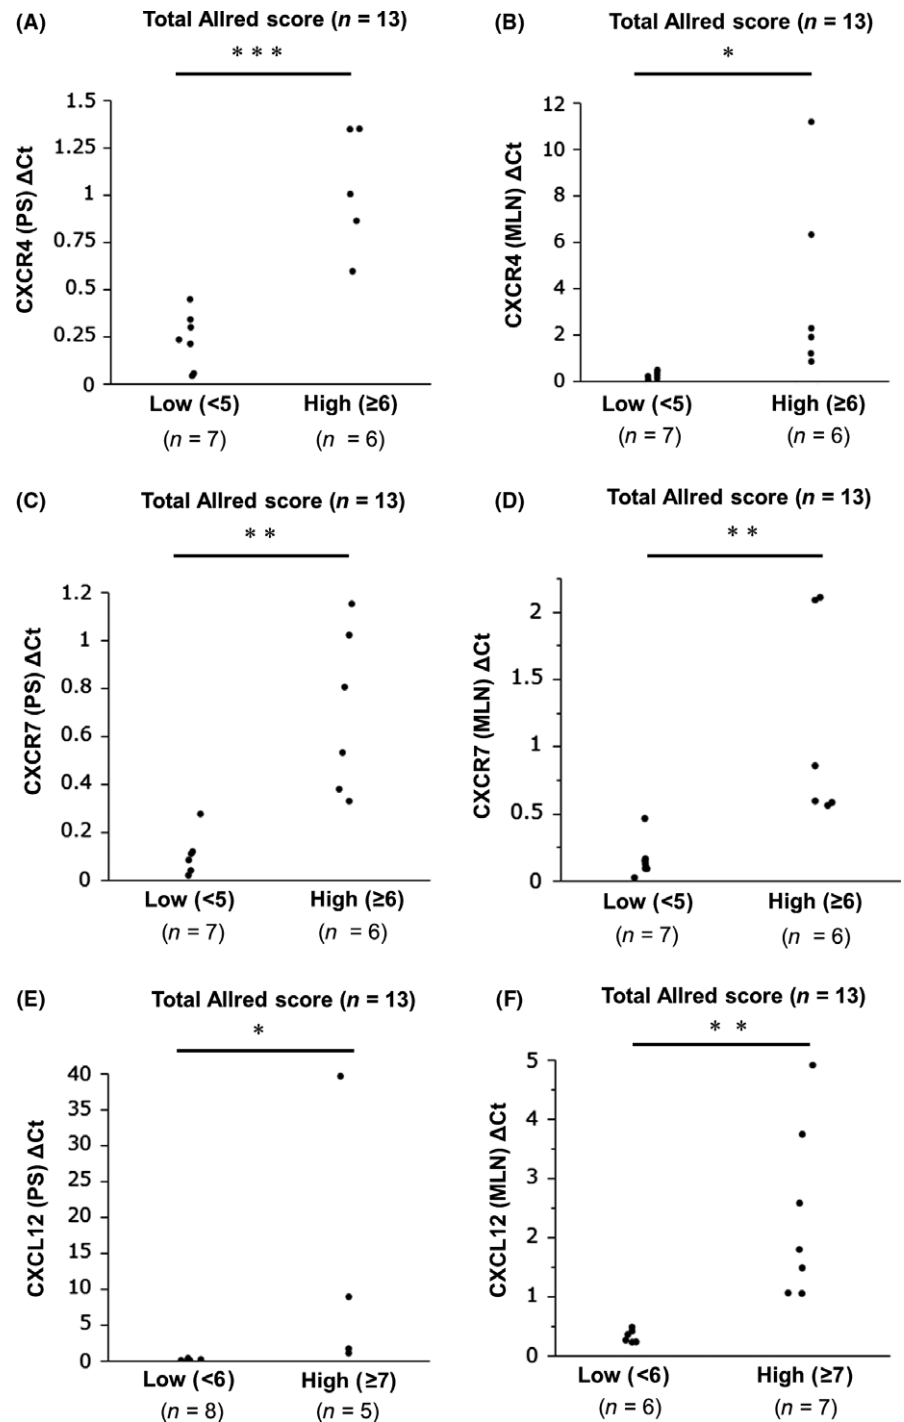 (A) Total Allred score (n = 13)
* * *
CXCR4 (PS) ΔCt
1.5
1.25
1
0.75
0.5
0.25
0
Low (<5) High (≥6)
(n = 7) (n = 6)
(B) Total Allred score (n = 13)
*
CXCR4 (MLN) ΔCt
12
10
8
6
4
2
0
Low (<5) High (≥6)
(n = 7) (n = 6)
(C) Total Allred score (n = 13)
* *
CXCR7 (PS) ΔCt
1.2
1
0.8
0.6
0.4
0.2
0
Low (<5) High (≥6)
(n = 7) (n = 6)
(D) Total Allred score (n = 13)
* *
CXCR7 (MLN) ΔCt
2
1.5
1
0.5
0
Low (<5) High (≥6)
(n = 7) (n = 6)
(E) Total Allred score (n = 13)
*
CXCL12 (PS) ΔCt
40
35
30
25
20
15
10
5
0
Low (<6) High (≥7)
(n = 8) (n = 5)
(F) Total Allred score (n = 13)
* *
CXCL12 (MLN) ΔCt
5
4
3
2
1
0
Low (<6) High (≥7)
(n = 6) (n = 7)